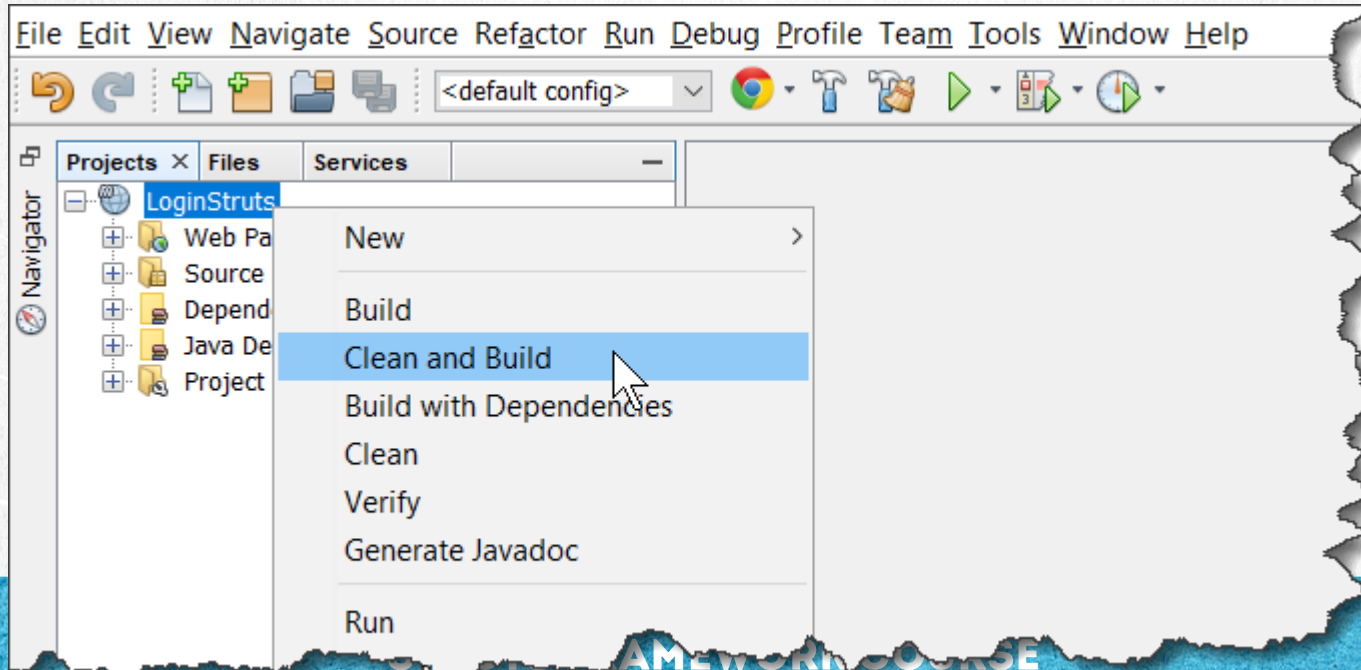 File Edit View Navigate Source Refactor Run Debug Profile Team Tools Window Help
<default config>
Projects Files Services
Navigator
LoginStruts
Web Pa
Source
Depend
Java De
Project
New
Build
Clean and Build
Build with Dependencies
Clean
Verify
Generate Javadoc
Run
AMEWORK COURSE